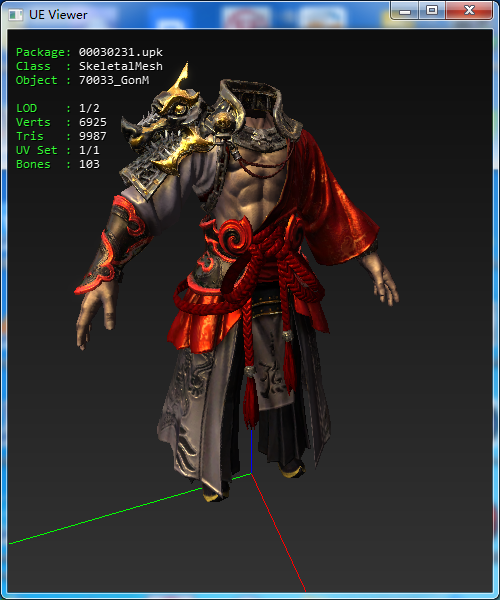 UE Viewer
Package: 00030231.upk
Class : SkeletalMesh
Object : 70033_GonM
LOD : 1/2
Verts : 6925
Tris : 9987
UV Set : 1/1
Bones : 103